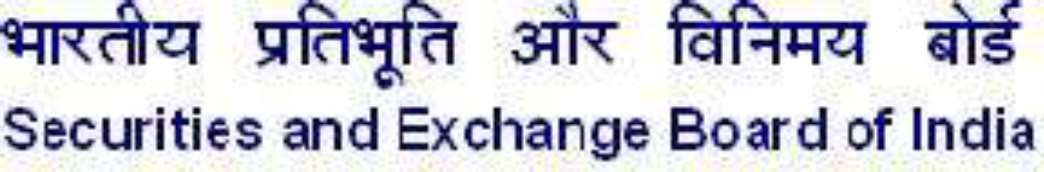 भारतीय प्रतिभूति और विनिमय बोर्ड
Securities and Exchange Board of India